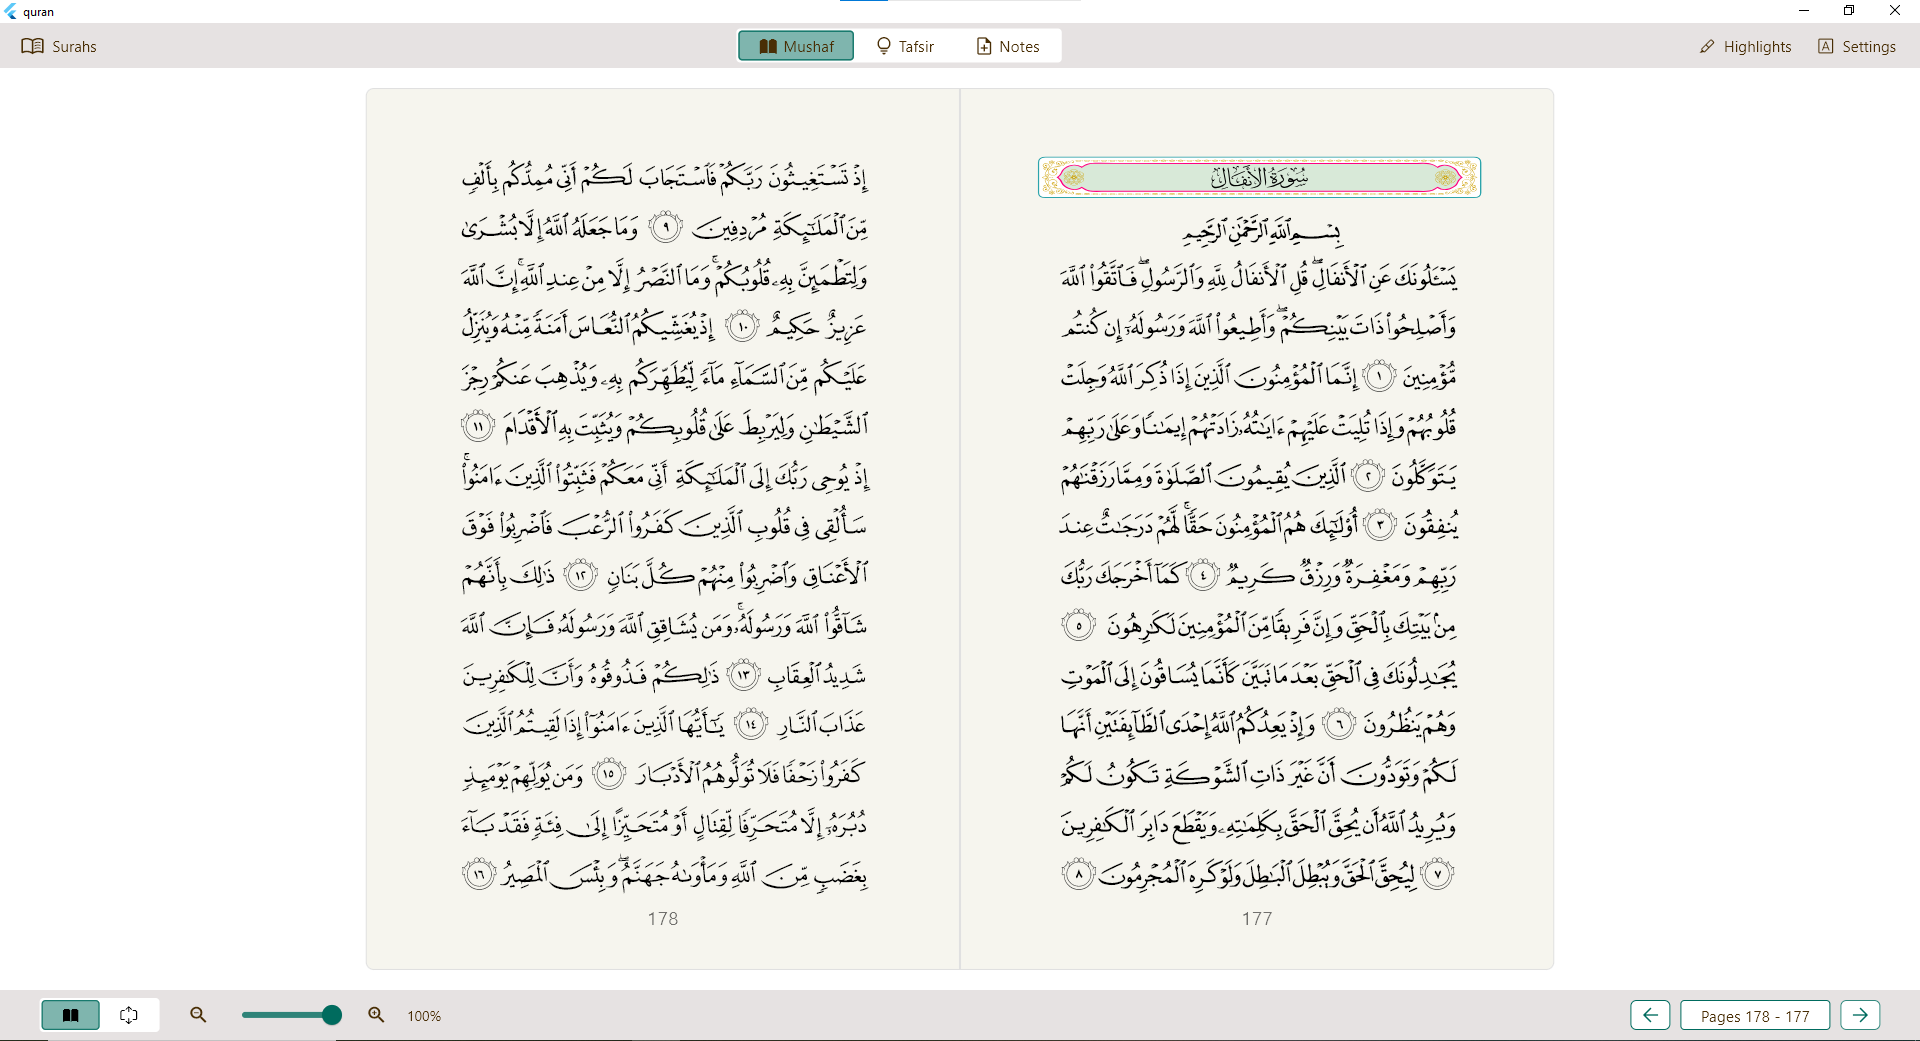 quran
Surahs
Mushaf
Tafsir
Notes
Highlights
Settings
سُورَةُ الأَنفَالِ
بِسْمِ ٱللَّهِ ٱلرَّحْمَٰنِ ٱلرَّحِيمِ
يَسْـَٔلُونَكَ عَنِ ٱلْأَنفَالِۖ قُلِ ٱلْأَنفَالُ لِلَّهِ وَٱلرَّسُولِۖ فَٱتَّقُوا۟ ٱللَّهَ
وَأَصْلِحُوا۟ ذَاتَ بَيْنِكُمْۖ وَأَطِيعُوا۟ ٱللَّهَ وَرَسُولَهُۥٓ إِن كُنتُم
مُّؤْمِنِينَ ١ إِنَّمَا ٱلْمُؤْمِنُونَ ٱلَّذِينَ إِذَا ذُكِرَ ٱللَّهُ وَجِلَتْ
قُلُوبُهُمْ وَإِذَا تُلِيَتْ عَلَيْهِمْ ءَايَٰتُهُۥ زَادَتْهُمْ إِيمَٰنًا وَعَلَىٰ رَبِّهِمْ
يَتَوَكَّلُونَ ٢ ٱلَّذِينَ يُقِيمُونَ ٱلصَّلَوٰةَ وَمِمَّا رَزَقْنَٰهُمْ
يُنفِقُونَ ٣ أُو۟لَٰٓئِكَ هُمُ ٱلْمُؤْمِنُونَ حَقًّاۚ لَّهُمْ دَرَجَٰتٌ عِندَ
رَبِّهِمْ وَمَغْفِرَةٌ وَرِزْقٌ كَرِيمٌ ٤ كَمَآ أَخْرَجَكَ رَبُّكَ
مِنۢ بَيْتِكَ بِٱلْحَقِّ وَإِنَّ فَرِيقًا مِّنَ ٱلْمُؤْمِنِينَ لَكَٰرِهُونَ ٥
يُجَٰدِلُونَكَ فِى ٱلْحَقِّ بَعْدَ مَا تَبَيَّنَ كَأَنَّمَا يُسَاقُونَ إِلَى ٱلْمَوْتِ
وَهُمْ يَنظُرُونَ ٦ وَإِذْ يَعِدُكُمُ ٱللَّهُ إِحْدَى ٱلطَّآئِفَتَيْنِ أَنَّهَا
لَكُمْ وَتَوَدُّونَ أَنَّ غَيْرَ ذَاتِ ٱلشَّوْكَةِ تَكُونُ لَكُمْ
وَيُرِيدُ ٱللَّهُ أَن يُحِقَّ ٱلْحَقَّ بِكَلِمَٰتِهِۦ وَيَقْطَعَ دَابِرَ ٱلْكَٰفِرِينَ
٧ لِيُحِقَّ ٱلْحَقَّ وَيُبْطِلَ ٱلْبَٰطِلَ وَلَوْ كَرِهَ ٱلْمُجْرِمُونَ ٨
177
إِذْ تَسْتَغِيثُونَ رَبَّكُمْ فَٱسْتَجَابَ لَكُمْ أَنِّى مُمِدُّكُم بِأَلْفٍ
مِّنَ ٱلْمَلَٰٓئِكَةِ مُرْدِفِينَ ٩ وَمَا جَعَلَهُ ٱللَّهُ إِلَّا بُشْرَىٰ
وَلِتَطْمَئِنَّ بِهِۦ قُلُوبُكُمْۚ وَمَا ٱلنَّصْرُ إِلَّا مِنْ عِندِ ٱللَّهِۚ إِنَّ ٱللَّهَ
عَزِيزٌ حَكِيمٌ ١٠ إِذْ يُغَشِّيكُمُ ٱلنُّعَاسَ أَمَنَةً مِّنْهُ وَيُنَزِّلُ
عَلَيْكُم مِّنَ ٱلسَّمَآءِ مَآءً لِّيُطَهِّرَكُم بِهِۦ وَيُذْهِبَ عَنكُمْ رِجْزَ
ٱلشَّيْطَٰنِ وَلِيَرْبِطَ عَلَىٰ قُلُوبِكُمْ وَيُثَبِّتَ بِهِ ٱلْأَقْدَامَ ١١
إِذْ يُوحِى رَبُّكَ إِلَى ٱلْمَلَٰٓئِكَةِ أَنِّى مَعَكُمْ فَثَبِّتُوا۟ ٱلَّذِينَ ءَامَنُوا۟ۚ
سَأُلْقِى فِى قُلُوبِ ٱلَّذِينَ كَفَرُوا۟ ٱلرُّعْبَ فَٱضْرِبُوا۟ فَوْقَ
ٱلْأَعْنَاقِ وَٱضْرِبُوا۟ مِنْهُمْ كُلَّ بَنَانٍ ١٢ ذَٰلِكَ بِأَنَّهُمْ
شَآقُّوا۟ ٱللَّهَ وَرَسُولَهُۥۚ وَمَن يُشَاقِقِ ٱللَّهَ وَرَسُولَهُۥ فَإِنَّ ٱللَّهَ
شَدِيدُ ٱلْعِقَابِ ١٣ ذَٰلِكُمْ فَذُوقُوهُ وَأَنَّ لِلْكَٰفِرِينَ
عَذَابَ ٱلنَّارِ ١٤ يَٰٓأَيُّهَا ٱلَّذِينَ ءَامَنُوٓا۟ إِذَا لَقِيتُمُ ٱلَّذِينَ
كَفَرُوا۟ زَحْفًا فَلَا تُوَلُّوهُمُ ٱلْأَدْبَارَ ١٥ وَمَن يُوَلِّهِمْ يَوْمَئِذٍ
دُبُرَهُۥٓ إِلَّا مُتَحَرِّفًا لِّقِتَالٍ أَوْ مُتَحَيِّزًا إِلَىٰ فِئَةٍ فَقَدْ بَآءَ
بِغَضَبٍ مِّنَ ٱللَّهِ وَمَأْوَىٰهُ جَهَنَّمُۖ وَبِئْسَ ٱلْمَصِيرُ ١٦
178
100%
Pages 178 - 177